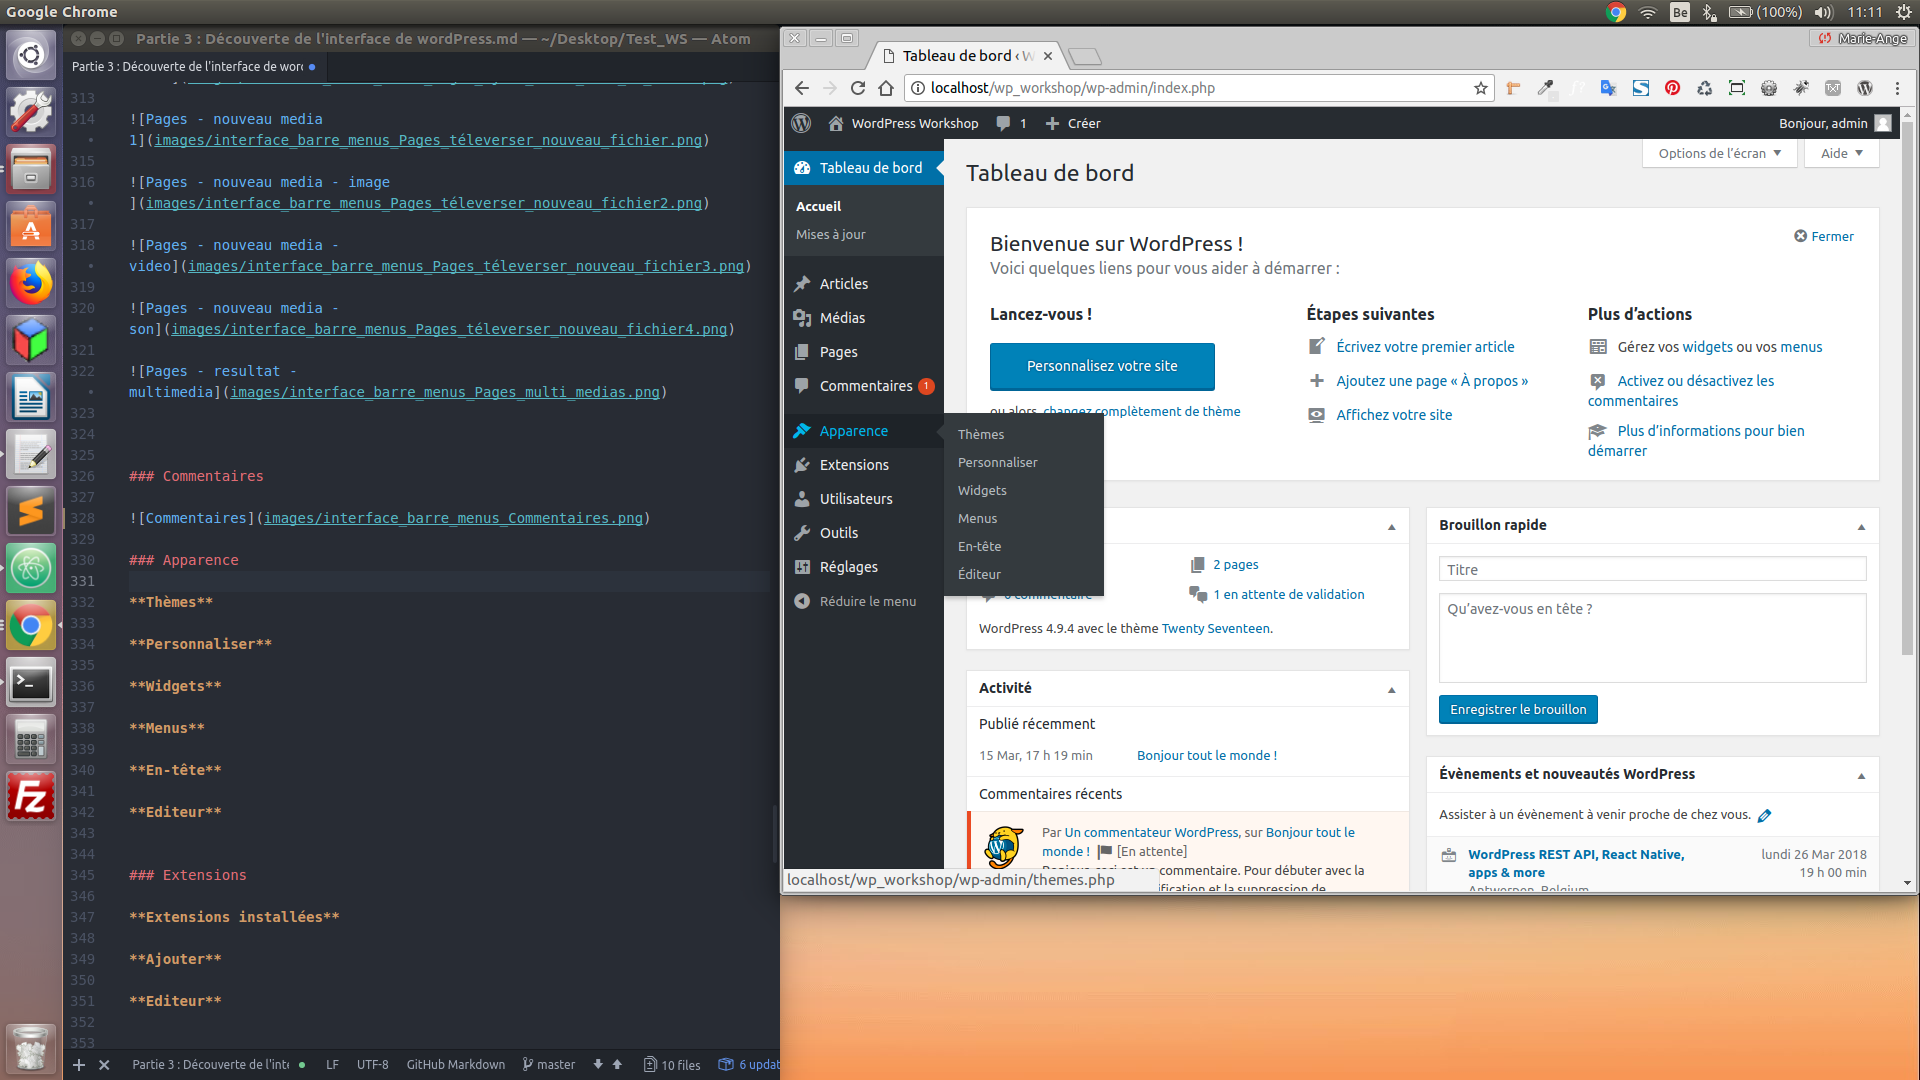 Google Chrome
Be
(100%)
11:11
Partie 3 : Découverte de l'interface de wordPress.md — ~/Desktop/Test_WS — Atom
Partie 3 : Découverte de l'interface de wor
313
314 ![Pages - nouveau media
1](images/interface_barre_menus_Pages_téleverser_nouveau_fichier.png)
315
316 ![Pages - nouveau media - image
](images/interface_barre_menus_Pages_téleverser_nouveau_fichier2.png)
317
318 ![Pages - nouveau media -
video](images/interface_barre_menus_Pages_téleverser_nouveau_fichier3.png)
319
320 ![Pages - nouveau media -
son](images/interface_barre_menus_Pages_téleverser_nouveau_fichier4.png)
321
322 ![Pages - resultat -
multimedia](images/interface_barre_menus_Pages_multi_medias.png)
323
324
325
326 ### Commentaires
327
328 ![Commentaires](images/interface_barre_menus_Commentaires.png)
329
330 ### Apparence
331
332 **Thèmes**
333
334 **Personnaliser**
335
336 **Widgets**
337
338 **Menus**
339
340 **En-tête**
341
342 **Editeur**
343
344
345 ### Extensions
346
347 **Extensions installées**
348
349 **Ajouter**
350
351 **Editeur**
352
353
Partie 3 : Découverte de l'inte
LF
UTF-8
GitHub Markdown
master
10 files
6 updat
Marie-Ange
Tableau de bord ‹ W
localhost/wp_workshop/wp-admin/index.php
WordPress Workshop
1
Créer
Bonjour, admin
Tableau de bord
Accueil
Mises à jour
Articles
Médias
Pages
Commentaires 1
Apparence
Extensions
Utilisateurs
Outils
Réglages
Réduire le menu
Thèmes
Personnaliser
Widgets
Menus
En-tête
Éditeur
Options de l'écran
Aide
Tableau de bord
Bienvenue sur WordPress !
Fermer
Voici quelques liens pour vous aider à démarrer :
Lancez-vous !
Personnalisez votre site
ou alors, changez complètement de thème
Étapes suivantes
Écrivez votre premier article
Ajoutez une page « À propos »
Affichez votre site
Plus d’actions
Gérez vos widgets ou vos menus
Activez ou désactivez les
commentaires
Plus d’informations pour bien
démarrer
2 pages
commentaire
1 en attente de validation
WordPress 4.9.4 avec le thème Twenty Seventeen.
Activité
Publié récemment
15 Mar, 17 h 19 min
Bonjour tout le monde !
Commentaires récents
Par Un commentateur WordPress, sur Bonjour tout le
monde ! [En attente]
Bonjour, ceci est un commentaire. Pour débuter avec la
ification et la suppression de
localhost/wp_workshop/wp-admin/themes.php
Brouillon rapide
Titre
Qu’avez-vous en tête ?
Enregistrer le brouillon
Évènements et nouveautés WordPress
Assister à un évènement à venir proche de chez vous.
WordPress REST API, React Native,
apps & more
lundi 26 Mar 2018
19 h 00 min
Antwerpen, Belgium